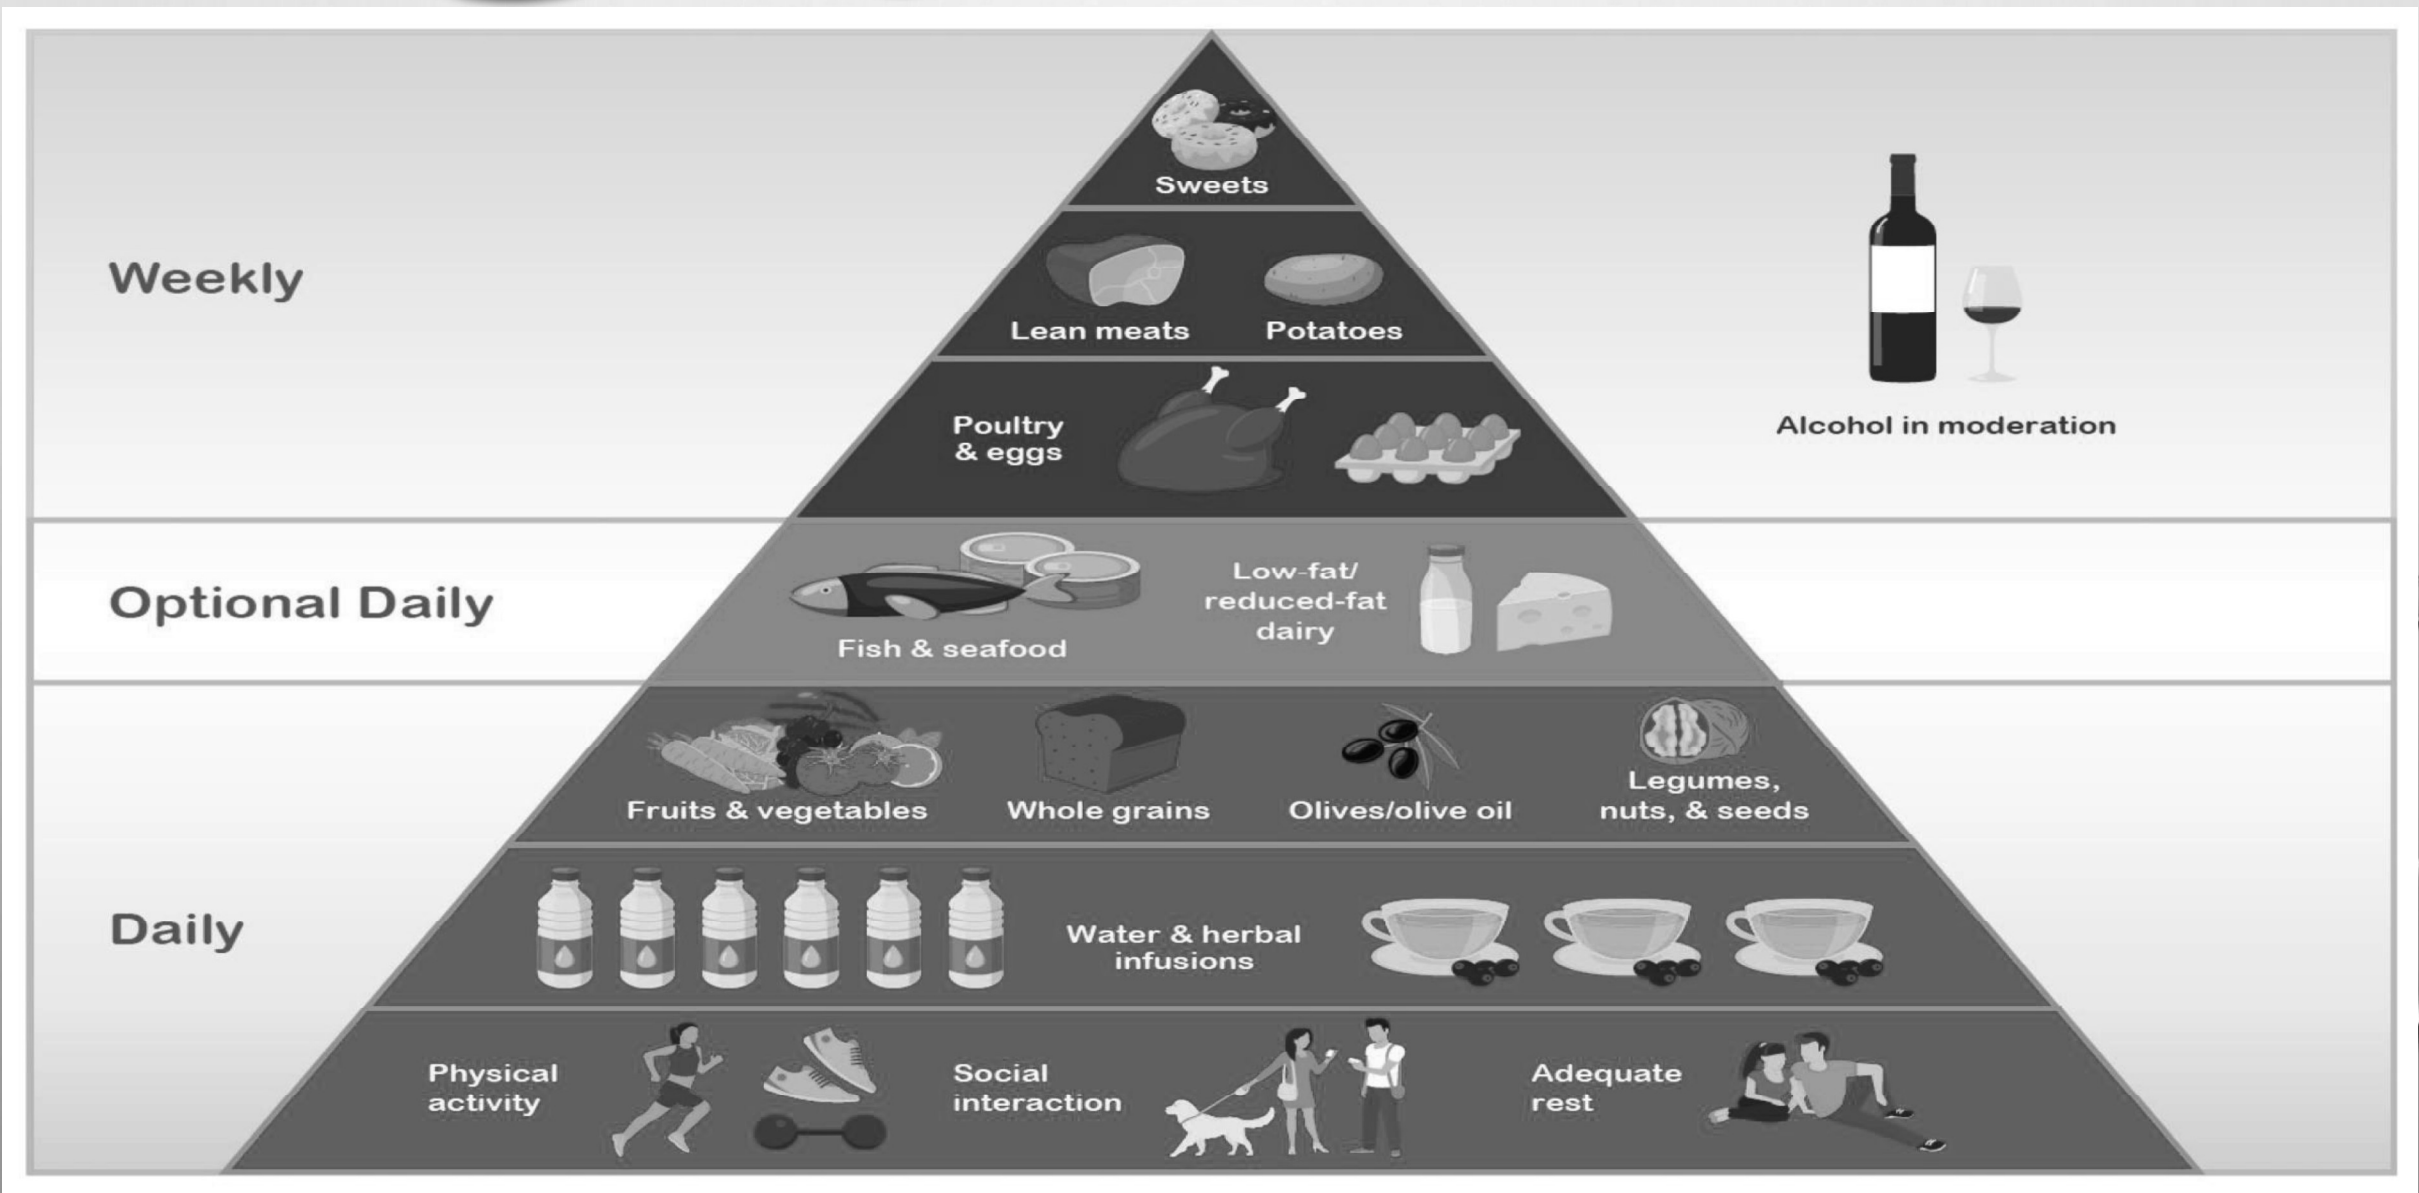 Sweets
Weekly
Lean meats
Potatoes
Poultry
& eggs
Alcohol in moderation
Optional Daily
Fish & seafood
Low-fat/
reduced-fat
dairy
Fruits & vegetables
Whole grains
Olives/olive oil
Legumes,
nuts, & seeds
Daily
Water & herbal
infusions
Physical
activity
Social
interaction
Adequate
rest